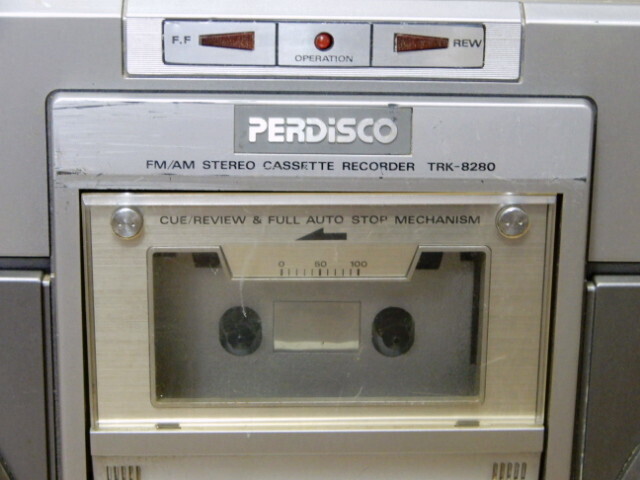 F.F
OPERATION
REW
PERDiSCO
FM/AM STEREO CASSETTE RECORDER TRK-8280
CUE/REVIEW & FULL AUTO STOP MECHANISM
0 50 100